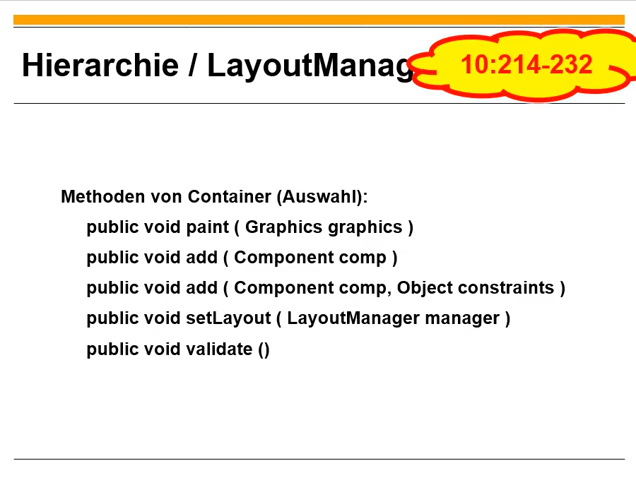 Hierarchie / LayoutManag
10:214-232
Methoden von Container (Auswahl):
public void paint ( Graphics graphics )
public void add ( Component comp )
public void add ( Component comp, Object constraints )
public void setLayout ( LayoutManager manager )
public void validate ()